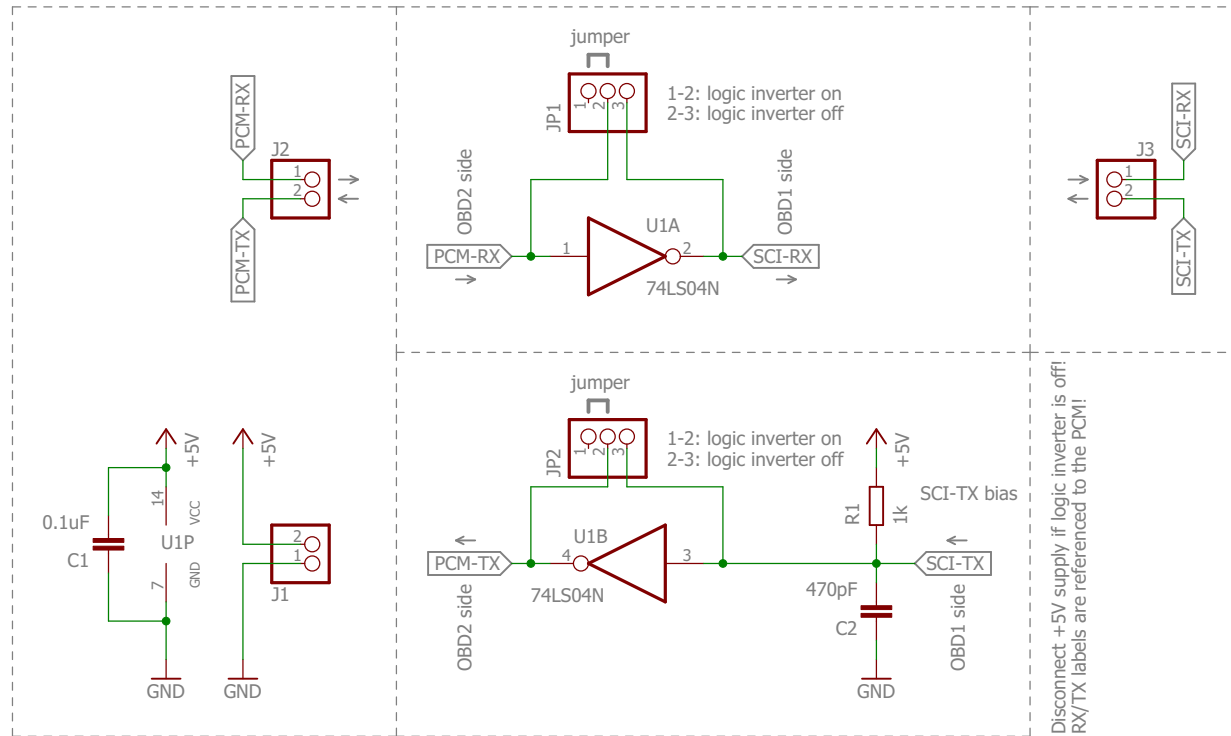 PCM-RX
J2
1
2
PCM-TX
+5V
+5V
14
VCC
0.1uF
C1
U1P
7
GND
2
1
J1
GND
GND
jumper
1
2
3
JP1
1-2: logic inverter on
2-3: logic inverter off
OBD2 side
OBD1 side
U1A
PCM-RX
1
2
SCI-RX
74LS04N
jumper
1
2
3
JP2
1-2: logic inverter on
2-3: logic inverter off
+5V
R1
1k
SCI-TX bias
U1B
PCM-TX
4
3
SCI-TX
74LS04N
470pF
C2
OBD2 side
OBD1 side
GND
SCI-RX
J3
1
2
SCI-TX
Disconnect +5V supply if logic inverter is off!
RX/TX labels are referenced to the PCM!